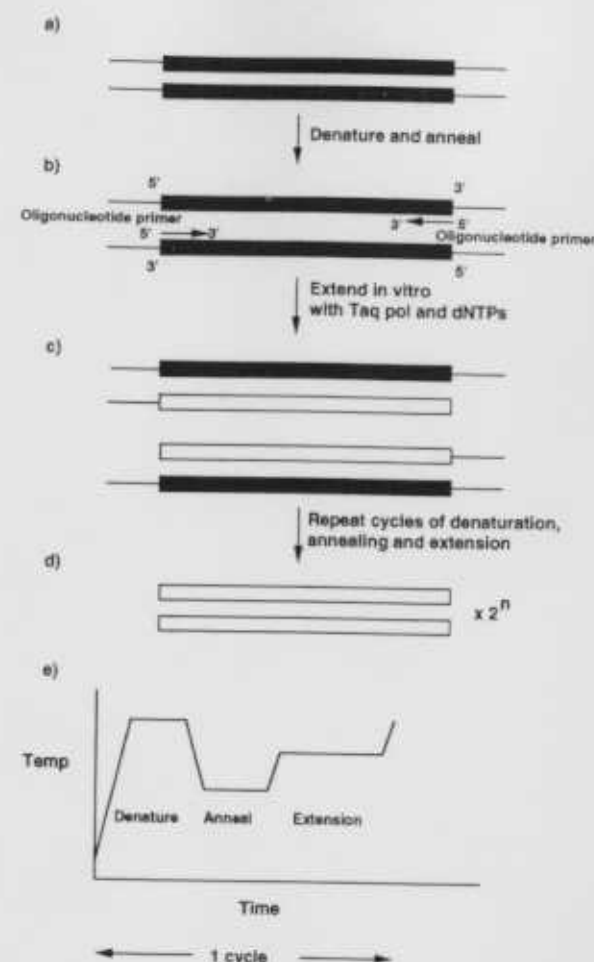 a)
Denature and anneal
b)
5' 3'
Oligonucleotide primer 3' 5'
5' 3' Oligonucleotide primer
3' 5'
Extend in vitro
with Taq pol and dNTPs
c)
Repeat cycles of denaturation,
annealing and extension
d)
x 2^n
e)
Temp
Denature Anneal Extension
Time
1 cycle